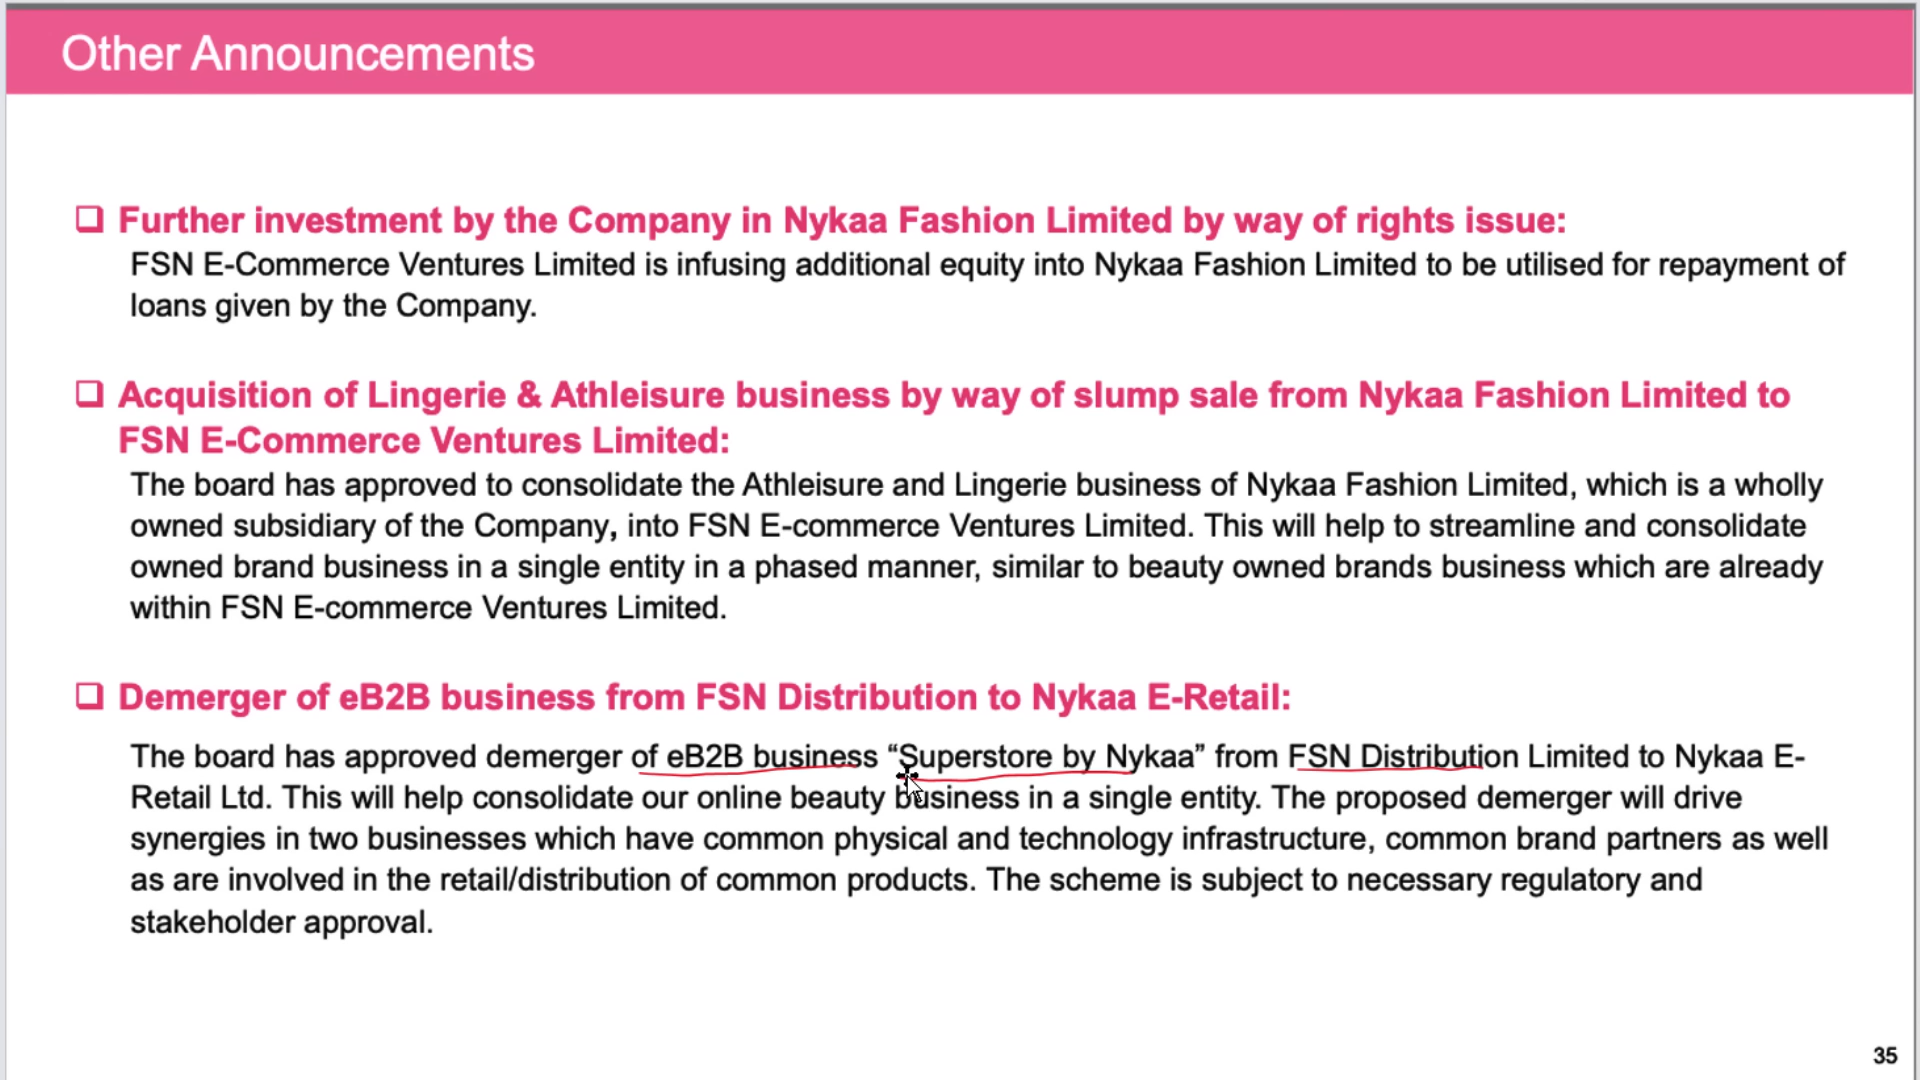 Other Announcements
Further investment by the Company in Nykaa Fashion Limited by way of rights issue:
FSN E-Commerce Ventures Limited is infusing additional equity into Nykaa Fashion Limited to be utilised for repayment of
loans given by the Company.
Acquisition of Lingerie & Athleisure business by way of slump sale from Nykaa Fashion Limited to
FSN E-Commerce Ventures Limited:
The board has approved to consolidate the Athleisure and Lingerie business of Nykaa Fashion Limited, which is a wholly
owned subsidiary of the Company, into FSN E-commerce Ventures Limited. This will help to streamline and consolidate
owned brand business in a single entity in a phased manner, similar to beauty owned brands business which are already
within FSN E-commerce Ventures Limited.
Demerger of eB2B business from FSN Distribution to Nykaa E-Retail:
The board has approved demerger of eB2B business “Superstore by Nykaa” from FSN Distribution Limited to Nykaa E-
Retail Ltd. This will help consolidate our online beauty business in a single entity. The proposed demerger will drive
synergies in two businesses which have common physical and technology infrastructure, common brand partners as well
as are involved in the retail/distribution of common products. The scheme is subject to necessary regulatory and
stakeholder approval.
35